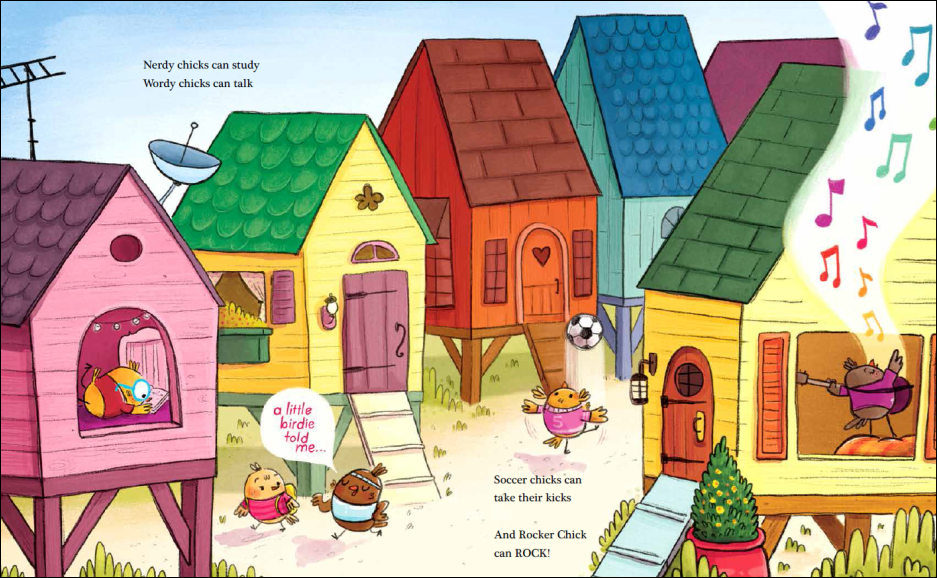 Nerdy chicks can study
Wordy chicks can talk
a little
birdie
told
me...
5
Soccer chicks can
take their kicks
And Rocker Chick
can ROCK!